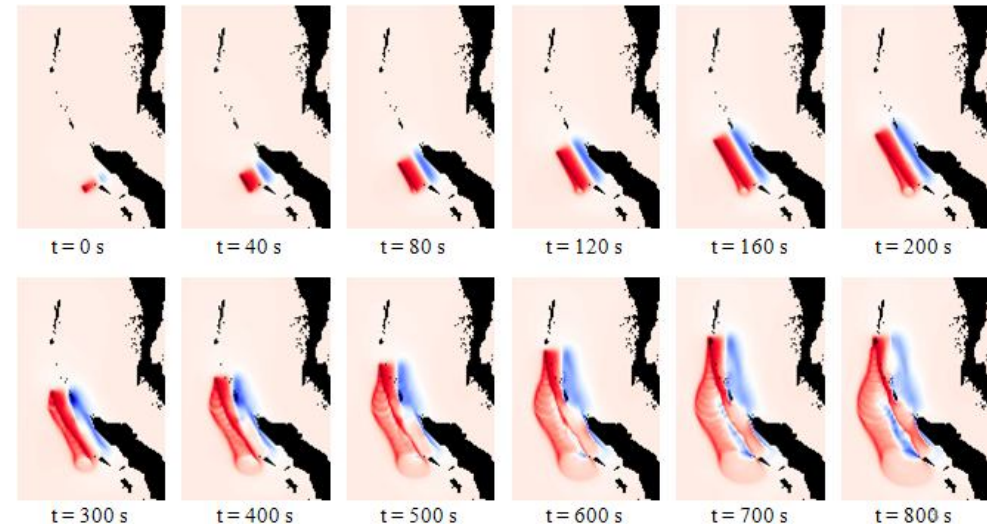 t = 0 s t = 40 s t = 80 s t = 120 s t = 160 s t = 200 s
t = 300 s t = 400 s t = 500 s t = 600 s t = 700 s t = 800 s